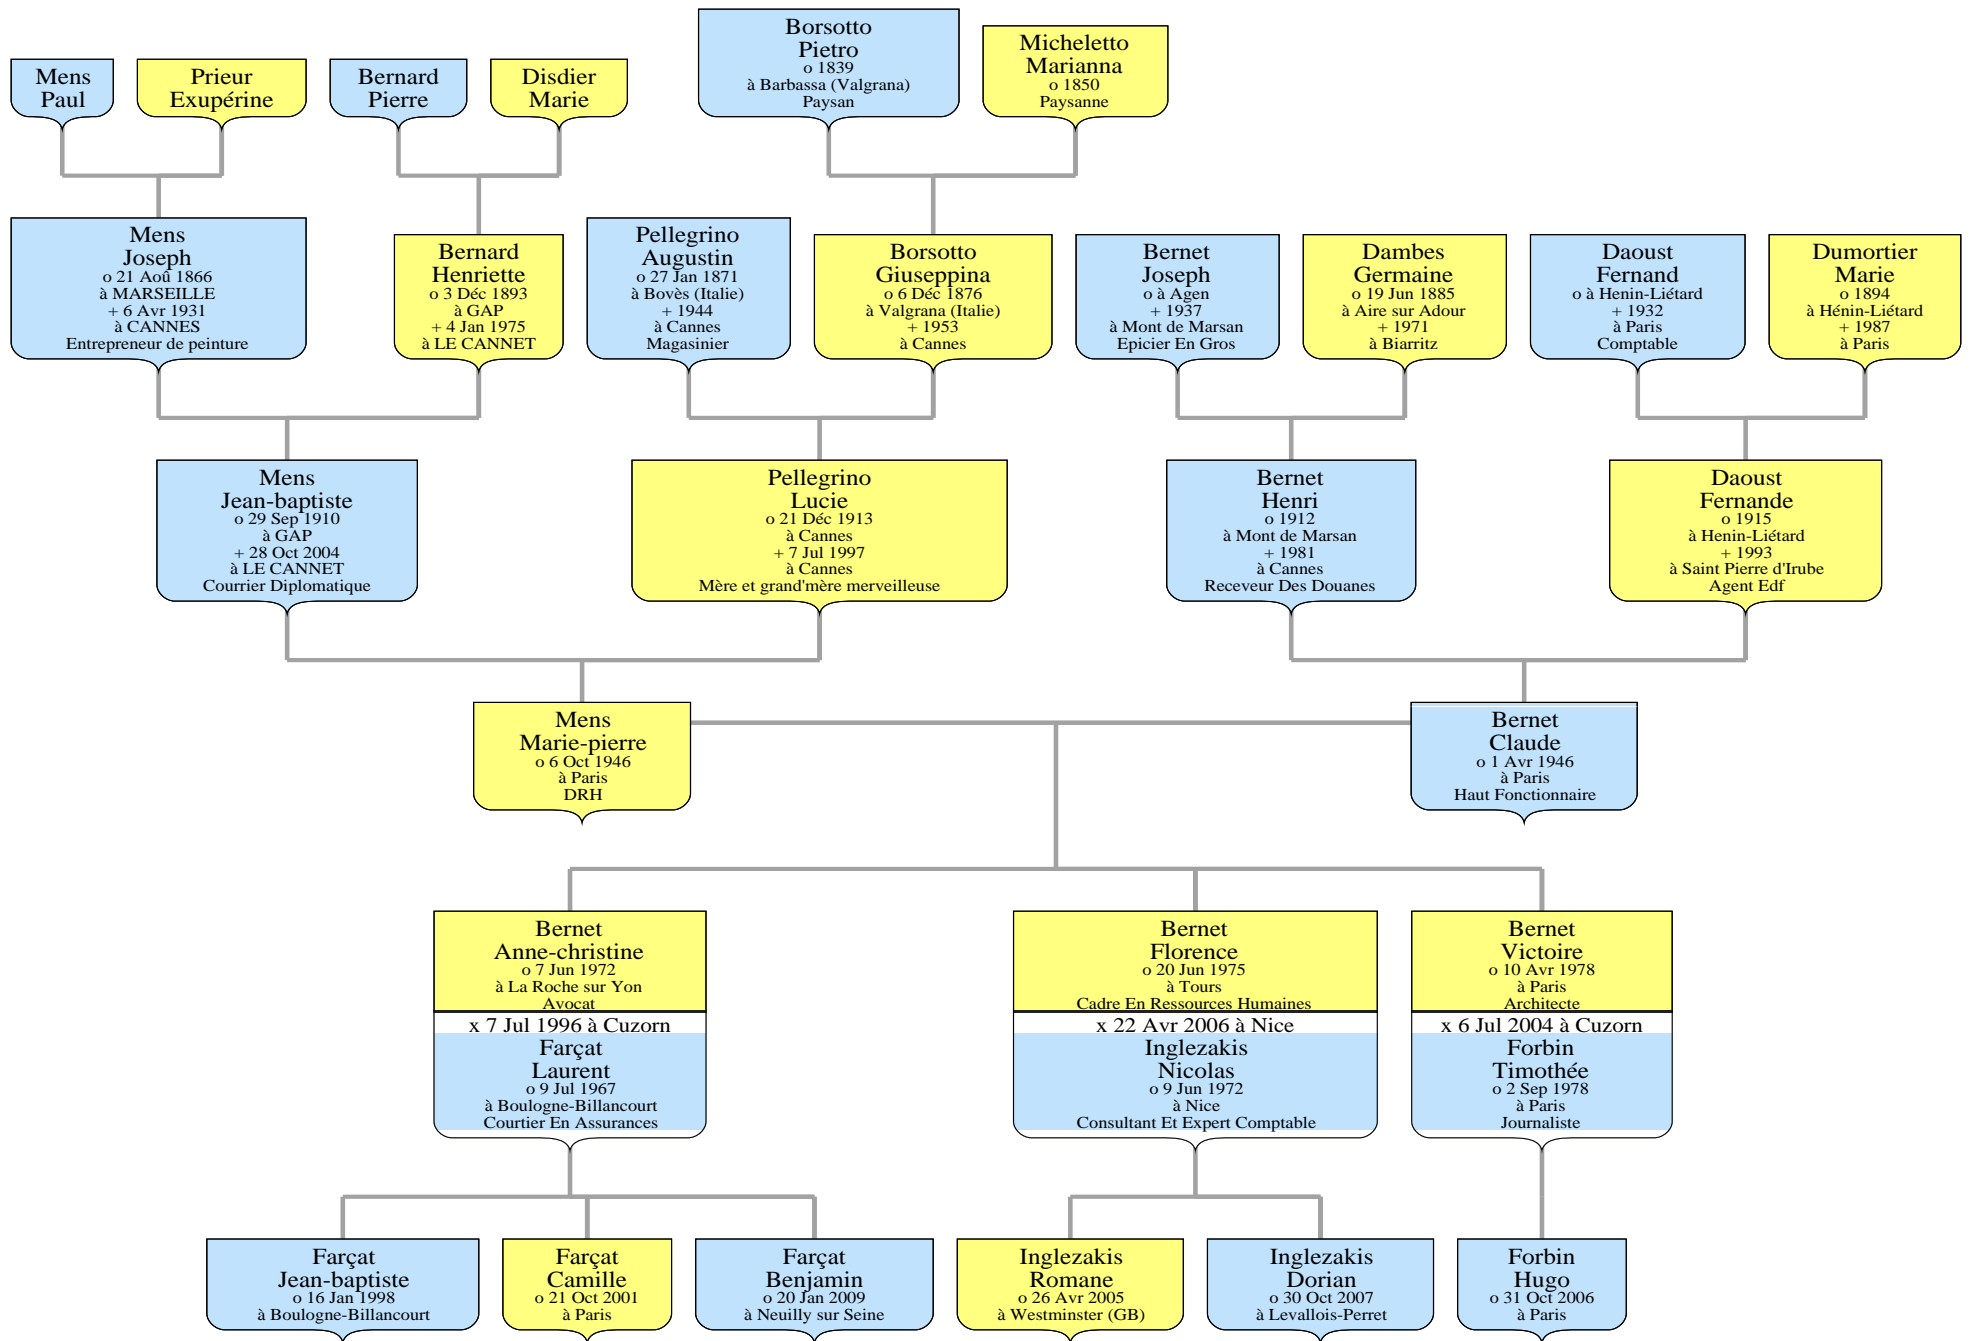 Mens
Paul
Prieur
Exupérine
Bernard
Pierre
Disdier
Marie
Borsotto
Pietro
o 1839
à Barbassa (Valgrana)
Paysan
Micheletto
Marianna
o 1850
Paysanne
Mens
Joseph
o 21 Aoû 1866
à MARSEILLE
+ 6 Avr 1931
à CANNES
Entrepreneur de peinture
Bernard
Henriette
o 3 Déc 1893
à GAP
+ 4 Jan 1975
à LE CANNET
Pellegrino
Augustin
o 27 Jan 1871
à Bovès (Italie)
+ 1944
à Cannes
Magasinier
Borsotto
Giuseppina
o 6 Déc 1876
à Valgrana (Italie)
+ 1953
à Cannes
Bernet
Joseph
o à Agen
+ 1937
à Mont de Marsan
Epicier En Gros
Dambes
Germaine
o 19 Jun 1885
à Aire sur Adour
+ 1971
à Biarritz
Daoust
Fernand
o à Henin-Liétard
+ 1932
à Paris
Comptable
Dumortier
Marie
o 1894
à Hénin-Liétard
+ 1987
à Paris
Mens
Jean-baptiste
o 29 Sep 1910
à GAP
+ 28 Oct 2004
à LE CANNET
Courrier Diplomatique
Pellegrino
Lucie
o 21 Déc 1913
à Cannes
+ 7 Jul 1997
à Cannes
Mère et grand'mère merveilleuse
Bernet
Henri
o 1912
à Mont de Marsan
+ 1981
à Cannes
Receveur Des Douanes
Daoust
Fernande
o 1915
à Henin-Liétard
+ 1993
à Saint Pierre d'Irube
Agent Edf
Mens
Marie-pierre
o 6 Oct 1946
à Paris
DRH
Bernet
Claude
o 1 Avr 1946
à Paris
Haut Fonctionnaire
Bernet
Anne-christine
o 7 Jun 1972
à La Roche sur Yon
Avocat
x 7 Jul 1996 à Cuzorn
Farçat
Laurent
o 9 Jul 1967
à Boulogne-Billancourt
Courtier En Assurances
Bernet
Florence
o 20 Jun 1975
à Tours
Cadre En Ressources Humaines
x 22 Avr 2006 à Nice
Inglezakis
Nicolas
o 9 Jun 1972
à Nice
Consultant Et Expert Comptable
Bernet
Victoire
o 10 Avr 1978
à Paris
Architecte
x 6 Jul 2004 à Cuzorn
Forbin
Timothée
o 2 Sep 1978
à Paris
Journaliste
Farçat
Jean-baptiste
o 16 Jan 1998
à Boulogne-Billancourt
Farçat
Camille
o 21 Oct 2001
à Paris
Farçat
Benjamin
o 20 Jan 2009
à Neuilly sur Seine
Inglezakis
Romane
o 26 Avr 2005
à Westminster (GB)
Inglezakis
Dorian
o 30 Oct 2007
à Levallois-Perret
Forbin
Hugo
o 31 Oct 2006
à Paris